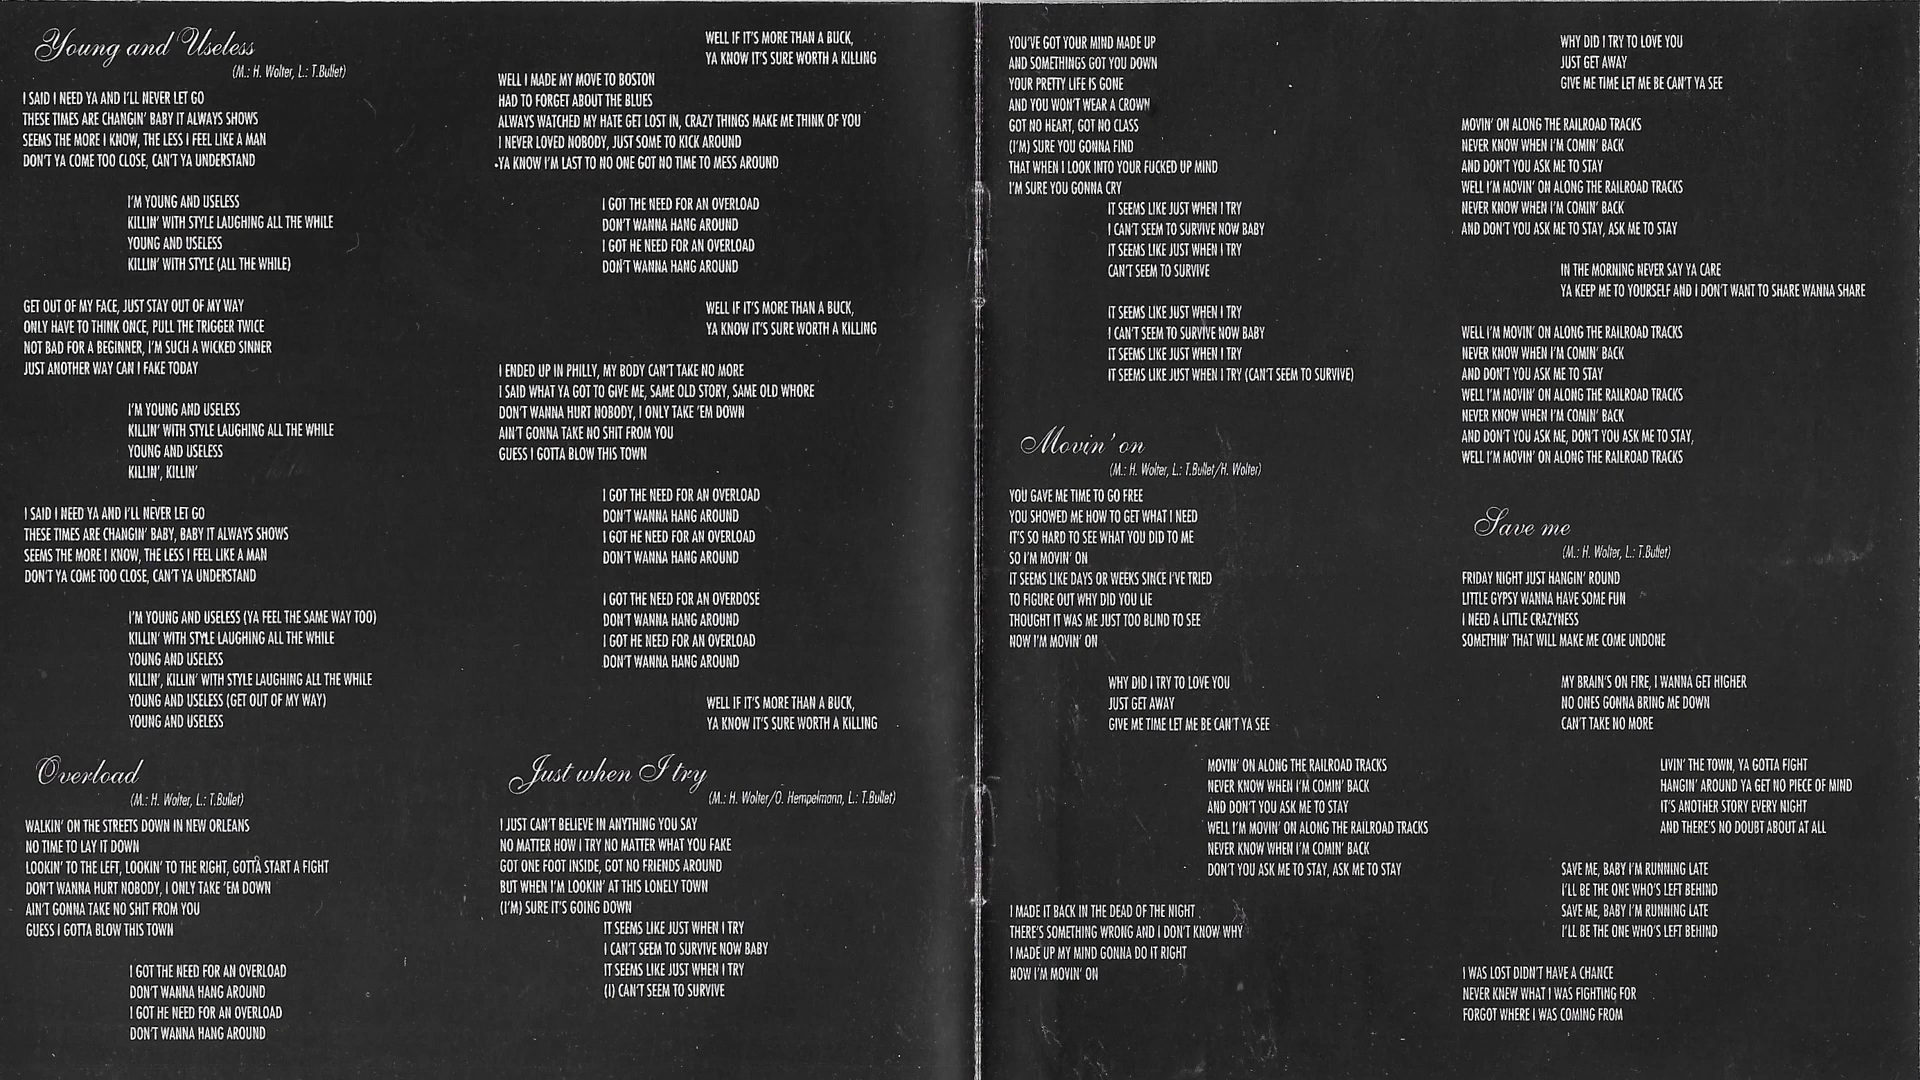 Young and Useless
(M.: H. Wolter, L.: T.Bullet)
I SAID I NEED YA AND I'LL NEVER LET GO
THESE TIMES ARE CHANGIN' BABY IT ALWAYS SHOWS
SEEMS THE MORE I KNOW, THE LESS I FEEL LIKE A MAN
DON'T YA COME TOO CLOSE, CAN'T YA UNDERSTAND
I'M YOUNG AND USELESS
KILLIN' WITH STYLE LAUGHING ALL THE WHILE
YOUNG AND USELESS
KILLIN' WITH STYLE (ALL THE WHILE)
GET OUT OF MY FACE, JUST STAY OUT OF MY WAY
ONLY HAVE TO THINK ONCE, PULL THE TRIGGER TWICE
NOT BAD FOR A BEGINNER, I'M SUCH A WICKED SINNER
JUST ANOTHER WAY CAN I FAKE TODAY
I'M YOUNG AND USELESS
KILLIN' WITH STYLE LAUGHING ALL THE WHILE
YOUNG AND USELESS
KILLIN', KILLIN'
I SAID I NEED YA AND I'LL NEVER LET GO
THESE TIMES ARE CHANGIN' BABY, BABY IT ALWAYS SHOWS
SEEMS THE MORE I KNOW, THE LESS I FEEL LIKE A MAN
DON'T YA COME TOO CLOSE, CAN'T YA UNDERSTAND
I'M YOUNG AND USELESS (YA FEEL THE SAME WAY TOO)
KILLIN' WITH STYLE LAUGHING ALL THE WHILE
YOUNG AND USELESS
KILLIN', KILLIN' WITH STYLE LAUGHING ALL THE WHILE
YOUNG AND USELESS (GET OUT OF MY WAY)
YOUNG AND USELESS
Overload
(M.: H. Wolter, L.: T.Bullet)
WALKIN' ON THE STREETS DOWN IN NEW ORLEANS
NO TIME TO LAY IT DOWN
LOOKIN' TO THE LEFT, LOOKIN' TO THE RIGHT, GOTTA START A FIGHT
DON'T WANNA HURT NOBODY, I ONLY TAKE 'EM DOWN
AIN'T GONNA TAKE NO SHIT FROM YOU
GUESS I GOTTA BLOW THIS TOWN
I GOT THE NEED FOR AN OVERLOAD
DON'T WANNA HANG AROUND
I GOT HE NEED FOR AN OVERLOAD
DON'T WANNA HANG AROUND
WELL IF IT'S MORE THAN A BUCK,
YA KNOW IT'S SURE WORTH A KILLING
WELL I MADE MY MOVE TO BOSTON
HAD TO FORGET ABOUT THE BLUES
ALWAYS WATCHED MY HATE GET LOST IN, CRAZY THINGS MAKE ME THINK OF YOU
I NEVER LOVED NOBODY, JUST SOME TO KICK AROUND
YA KNOW I'M LAST TO NO ONE GOT NO TIME TO MESS AROUND
I GOT THE NEED FOR AN OVERLOAD
DON'T WANNA HANG AROUND
I GOT HE NEED FOR AN OVERLOAD
DON'T WANNA HANG AROUND
WELL IF IT'S MORE THAN A BUCK,
YA KNOW IT'S SURE WORTH A KILLING
I ENDED UP IN PHILLY, MY BODY CAN'T TAKE NO MORE
I SAID WHAT YA GOT TO GIVE ME, SAME OLD STORY, SAME OLD WHORE
DON'T WANNA HURT NOBODY, I ONLY TAKE 'EM DOWN
AIN'T GONNA TAKE NO SHIT FROM YOU
GUESS I GOTTA BLOW THIS TOWN
I GOT THE NEED FOR AN OVERLOAD
DON'T WANNA HANG AROUND
I GOT HE NEED FOR AN OVERLOAD
DON'T WANNA HANG AROUND
I GOT THE NEED FOR AN OVERDOSE
DON'T WANNA HANG AROUND
I GOT HE NEED FOR AN OVERLOAD
DON'T WANNA HANG AROUND
WELL IF IT'S MORE THAN A BUCK,
YA KNOW IT'S SURE WORTH A KILLING
Just when I try
(M.: H. Wolter/O. Hempelmann, L.: T.Bullet)
I JUST CAN'T BELIEVE IN ANYTHING YOU SAY
NO MATTER HOW I TRY NO MATTER WHAT YOU FAKE
GOT ONE FOOT INSIDE, GOT NO FRIENDS AROUND
BUT WHEN I'M LOOKIN' AT THIS LONELY TOWN
(I'M) SURE IT'S GOING DOWN
IT SEEMS LIKE JUST WHEN I TRY
I CAN'T SEEM TO SURVIVE NOW BABY
IT SEEMS LIKE JUST WHEN I TRY
(I) CAN'T SEEM TO SURVIVE
YOU'VE GOT YOUR MIND MADE UP
AND SOMETHINGS GOT YOU DOWN
YOUR PRETTY LIFE IS GONE
AND YOU WON'T WEAR A CROWN
GOT NO HEART, GOT NO CLASS
(I'M) SURE YOU GONNA FIND
THAT WHEN I LOOK INTO YOUR FUCKED UP MIND
I'M SURE YOU GONNA CRY
IT SEEMS LIKE JUST WHEN I TRY
I CAN'T SEEM TO SURVIVE NOW BABY
IT SEEMS LIKE JUST WHEN I TRY
CAN'T SEEM TO SURVIVE
IT SEEMS LIKE JUST WHEN I TRY
I CAN'T SEEM TO SURVIVE NOW BABY
IT SEEMS LIKE JUST WHEN I TRY
IT SEEMS LIKE JUST WHEN I TRY (CAN'T SEEM TO SURVIVE)
Movin' on
(M.: H. Wolter, L.: T.Bullet/H. Wolter)
YOU GAVE ME TIME TO GO FREE
YOU SHOWED ME HOW TO GET WHAT I NEED
IT'S SO HARD TO SEE WHAT YOU DID TO ME
SO I'M MOVIN' ON
IT SEEMS LIKE DAYS OR WEEKS SINCE I'VE TRIED
TO FIGURE OUT WHY DID YOU LIE
THOUGHT IT WAS ME JUST TOO BLIND TO SEE
NOW I'M MOVIN' ON
WHY DID I TRY TO LOVE YOU
JUST GET AWAY
GIVE ME TIME LET ME BE CAN'T YA SEE
MOVIN' ON ALONG THE RAILROAD TRACKS
NEVER KNOW WHEN I'M COMIN' BACK
AND DON'T YOU ASK ME TO STAY
WELL I'M MOVIN' ON ALONG THE RAILROAD TRACKS
NEVER KNOW WHEN I'M COMIN' BACK
DON'T YOU ASK ME TO STAY, ASK ME TO STAY
I MADE IT BACK IN THE DEAD OF THE NIGHT
THERE'S SOMETHING WRONG AND I DON'T KNOW WHY
I MADE UP MY MIND GONNA DO IT RIGHT
NOW I'M MOVIN' ON
WHY DID I TRY TO LOVE YOU
JUST GET AWAY
GIVE ME TIME LET ME BE CAN'T YA SEE
MOVIN' ON ALONG THE RAILROAD TRACKS
NEVER KNOW WHEN I'M COMIN' BACK
AND DON'T YOU ASK ME TO STAY
WELL I'M MOVIN' ON ALONG THE RAILROAD TRACKS
NEVER KNOW WHEN I'M COMIN' BACK
AND DON'T YOU ASK ME TO STAY, ASK ME TO STAY
IN THE MORNING NEVER SAY YA CARE
YA KEEP ME TO YOURSELF AND I DON'T WANT TO SHARE WANNA SHARE
WELL I'M MOVIN' ON ALONG THE RAILROAD TRACKS
NEVER KNOW WHEN I'M COMIN' BACK
AND DON'T YOU ASK ME TO STAY
WELL I'M MOVIN' ON ALONG THE RAILROAD TRACKS
NEVER KNOW WHEN I'M COMIN' BACK
AND DON'T YOU ASK ME, DON'T YOU ASK ME TO STAY,
WELL I'M MOVIN' ON ALONG THE RAILROAD TRACKS
Save me
(M.: H. Wolter, L.: T.Bullet)
FRIDAY NIGHT JUST HANGIN' ROUND
LITTLE GYPSY WANNA HAVE SOME FUN
I NEED A LITTLE CRAZYNESS
SOMETHIN' THAT WILL MAKE ME COME UNDONE
MY BRAIN'S ON FIRE, I WANNA GET HIGHER
NO ONES GONNA BRING ME DOWN
CAN'T TAKE NO MORE
LIVIN' THE TOWN, YA GOTTA FIGHT
HANGIN' AROUND YA GET NO PIECE OF MIND
IT'S ANOTHER STORY EVERY NIGHT
AND THERE'S NO DOUBT ABOUT AT ALL
SAVE ME, BABY I'M RUNNING LATE
I'LL BE THE ONE WHO'S LEFT BEHIND
SAVE ME, BABY I'M RUNNING LATE
I'LL BE THE ONE WHO'S LEFT BEHIND
I WAS LOST DIDN'T HAVE A CHANCE
NEVER KNEW WHAT I WAS FIGHTING FOR
FORGOT WHERE I WAS COMING FROM